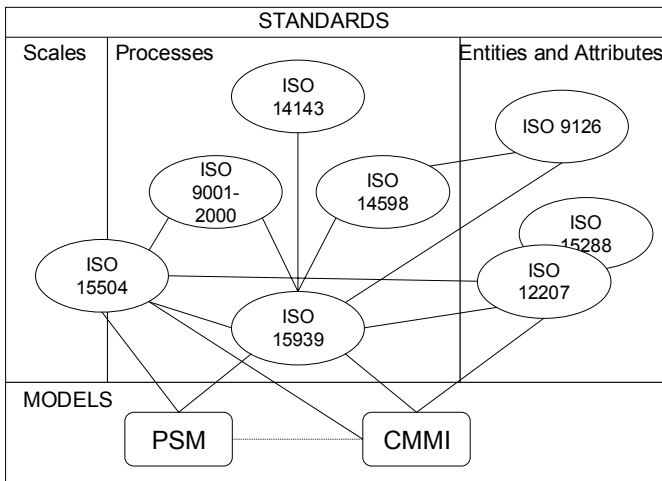 STANDARDS
Scales
Processes
Entities and Attributes
ISO
14143
ISO 9126
ISO
9001-
2000
ISO
14598
ISO
15288
ISO
15504
ISO
12207
ISO
15939
MODELS
PSM
CMMI